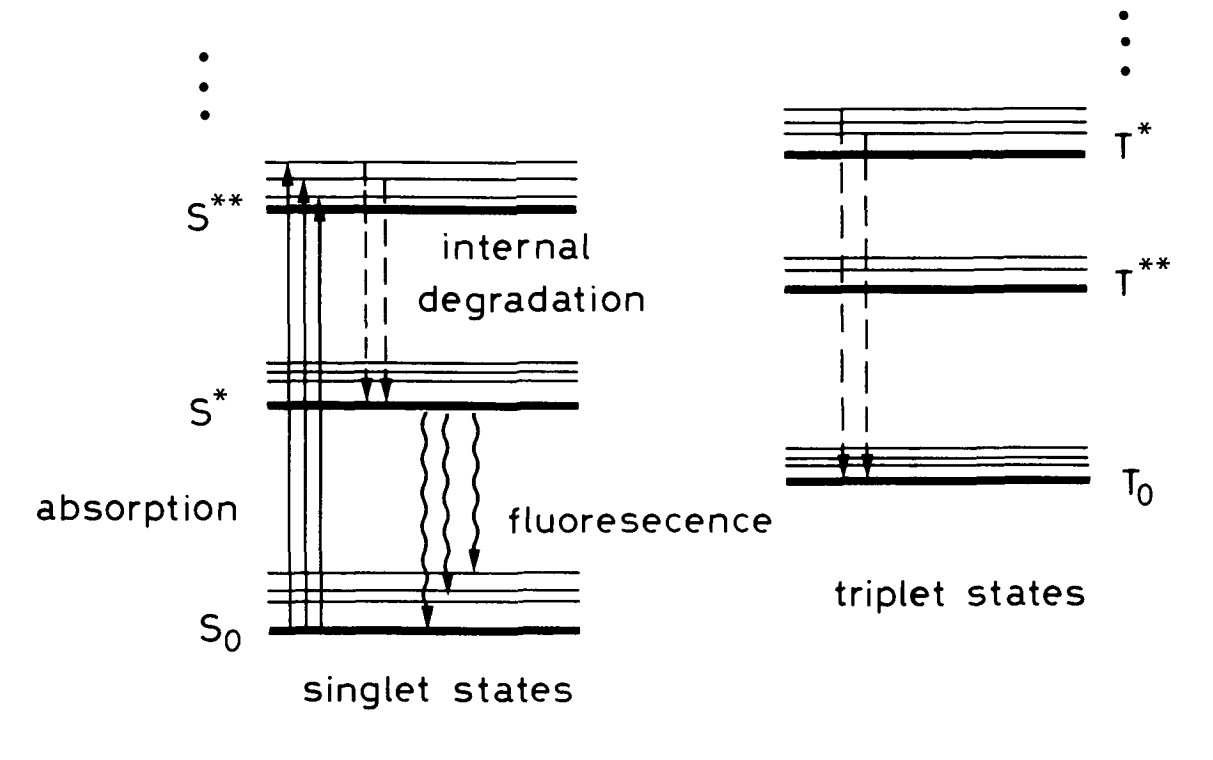 S**
internal
degradation
S*
absorption
fluoresecence
S₀
singlet states
T*
T**
T₀
triplet states